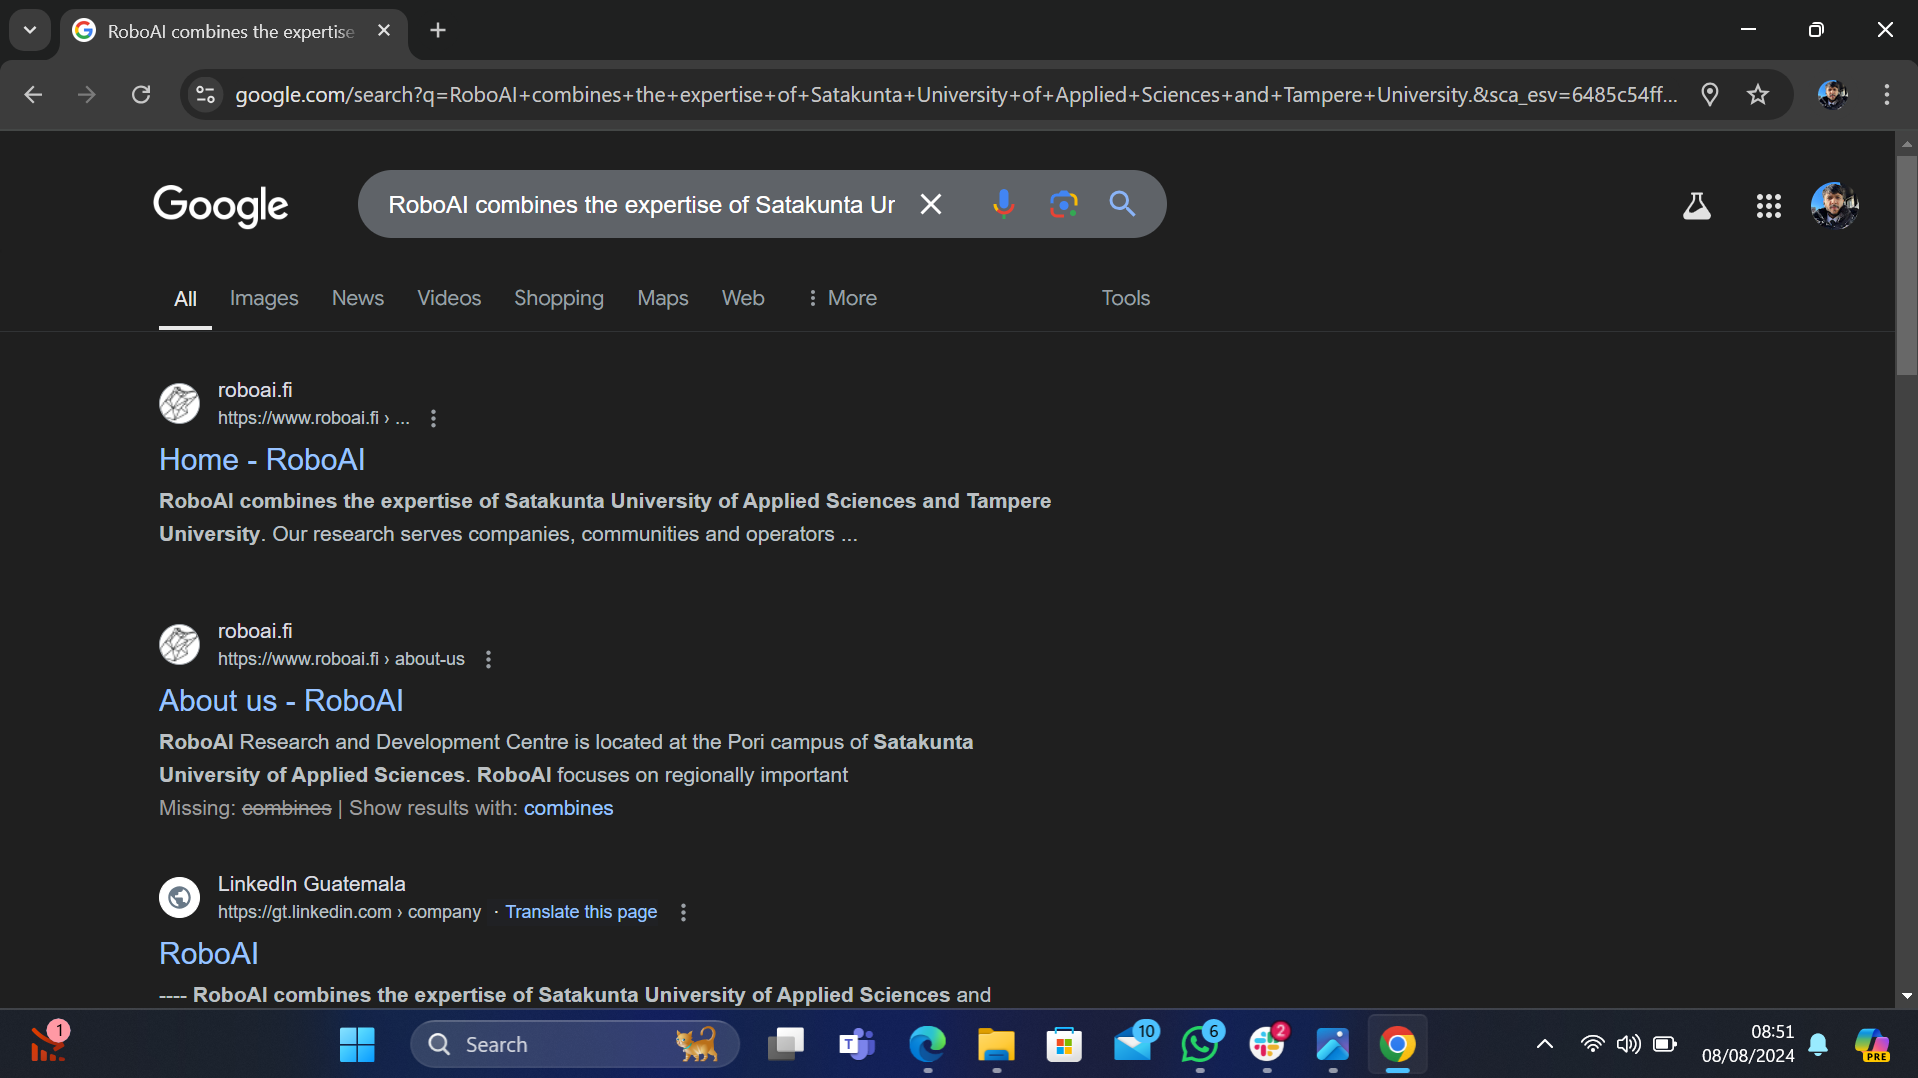 RoboAI combines the expertise
google.com/search?q=RoboAI+combines+the+expertise+of+Satakunta+University+of+Applied+Sciences+and+Tampere+University.&sca_esv=6485c54ff...
Google
RoboAI combines the expertise of Satakunta Ur
All Images News Videos Shopping Maps Web More Tools
roboai.fi
https://www.roboai.fi › ...
Home - RoboAI
RoboAI combines the expertise of Satakunta University of Applied Sciences and Tampere
University. Our research serves companies, communities and operators ...
roboai.fi
https://www.roboai.fi › about-us
About us - RoboAI
RoboAI Research and Development Centre is located at the Pori campus of Satakunta
University of Applied Sciences. RoboAI focuses on regionally important
Missing: combines | Show results with: combines
LinkedIn Guatemala
https://gt.linkedin.com › company · Translate this page
RoboAI
---- RoboAI combines the expertise of Satakunta University of Applied Sciences and
1
Search
T
10
6
2
08:51
08/08/2024
PRE